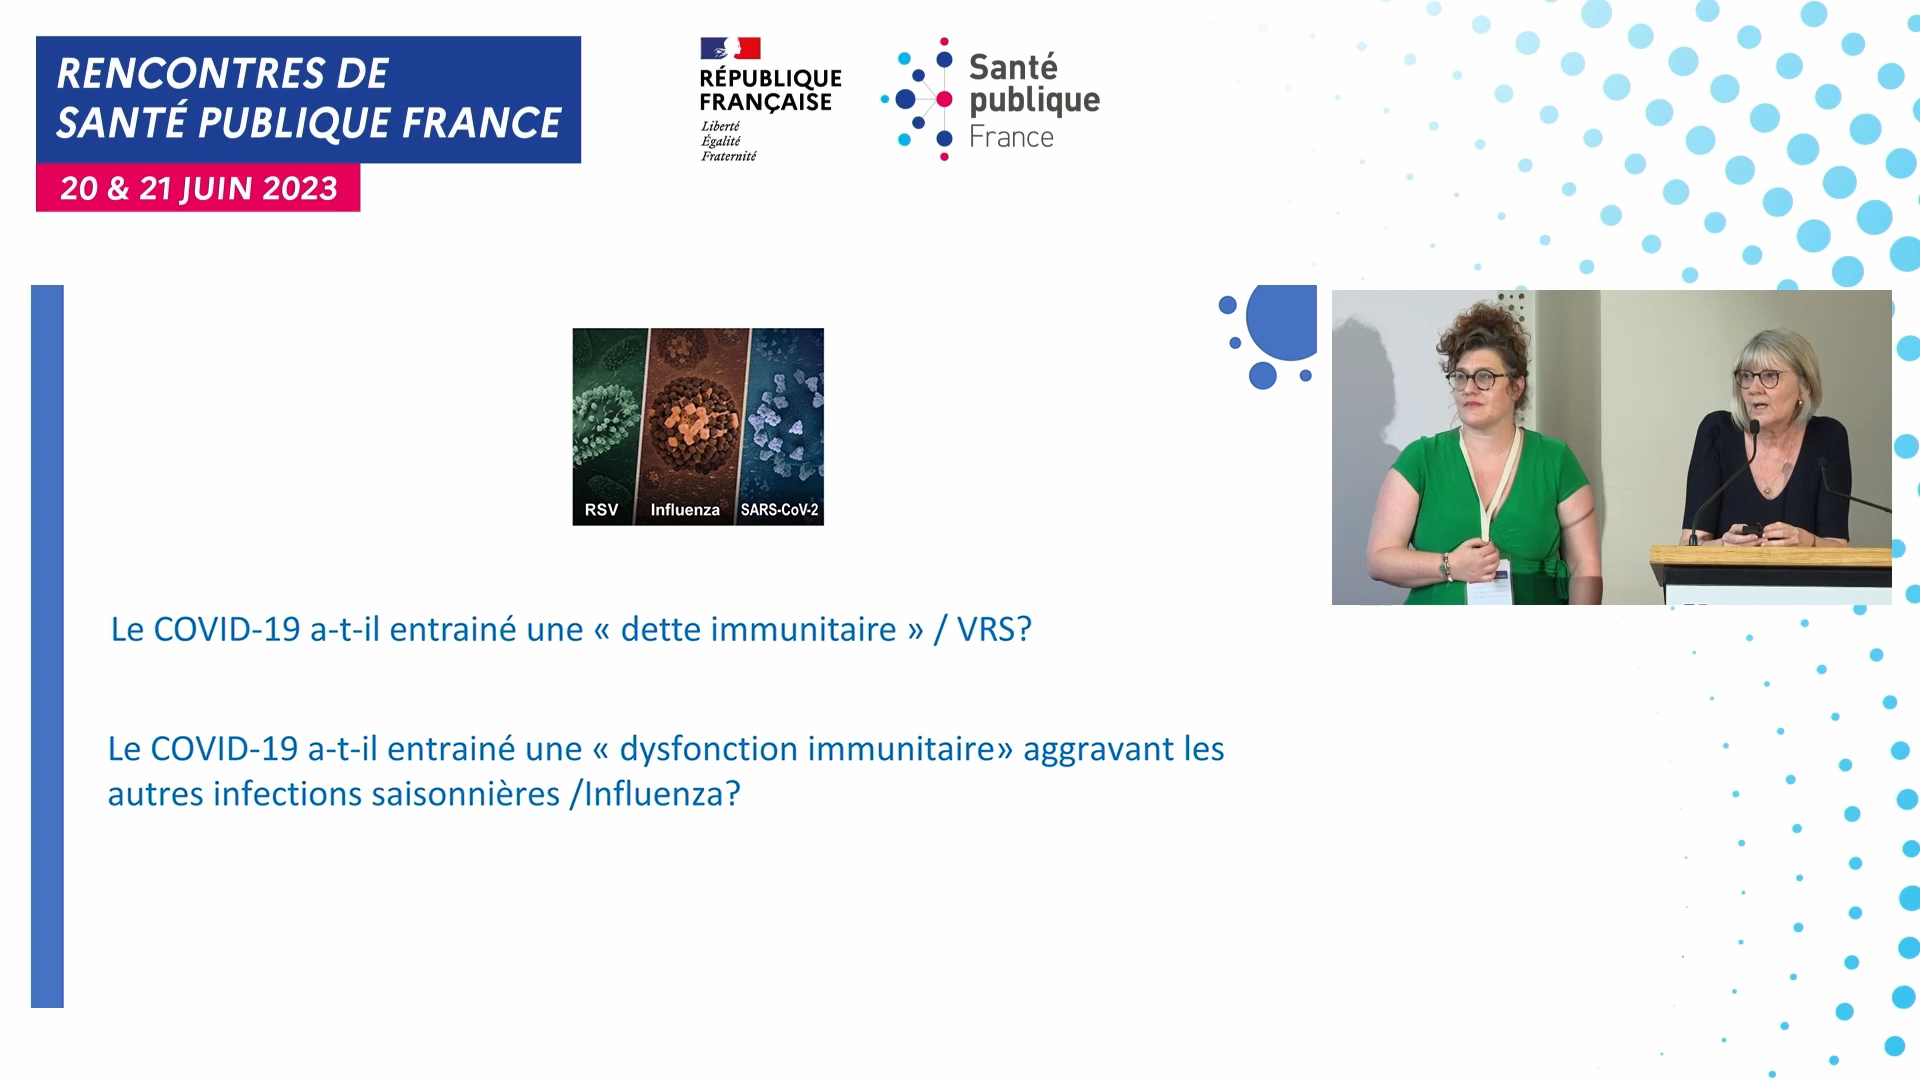 RENCONTRES DE
SANTÉ PUBLIQUE FRANCE
20 & 21 JUIN 2023
RÉPUBLIQUE
FRANÇAISE
Liberté
Égalité
Fraternité
Santé
publique
France
RSV Influenza SARS-CoV-2
Le COVID-19 a-t-il entrainé une « dette immunitaire » / VRS?
Le COVID-19 a-t-il entrainé une « dysfonction immunitaire» aggravant les
autres infections saisonnières /Influenza?